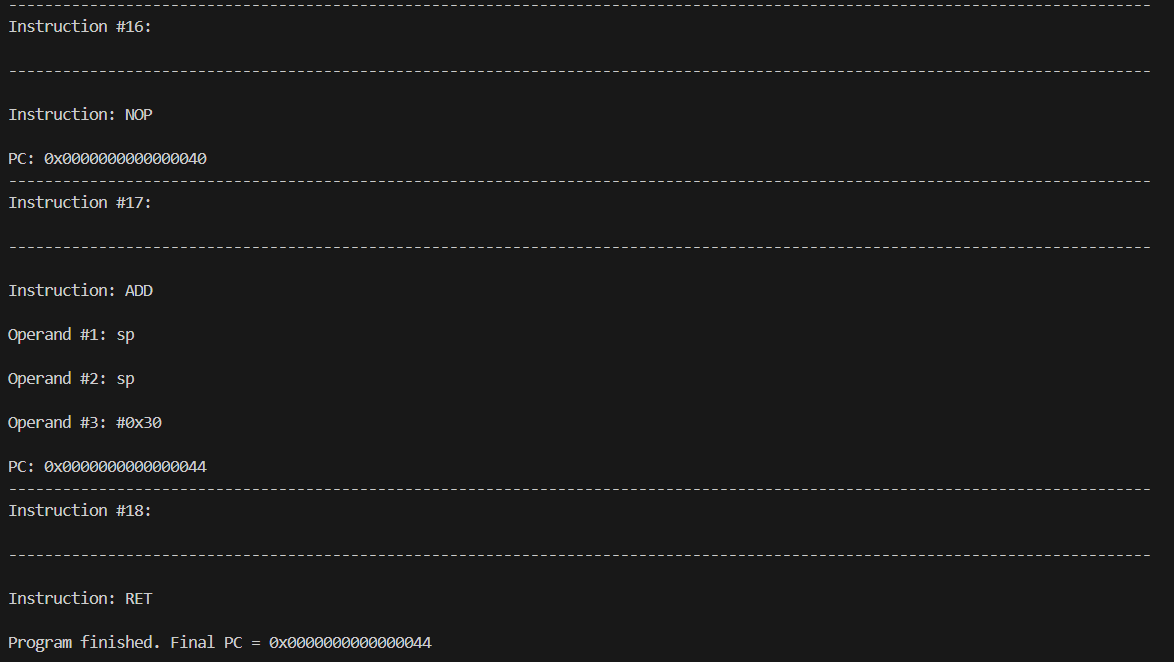 --------------------------------------------------------------------------------------------------------------------------------
Instruction #16:
--------------------------------------------------------------------------------------------------------------------------------
Instruction: NOP
PC: 0x0000000000000040
--------------------------------------------------------------------------------------------------------------------------------
Instruction #17:
--------------------------------------------------------------------------------------------------------------------------------
Instruction: ADD
Operand #1: sp
Operand #2: sp
Operand #3: #0x30
PC: 0x0000000000000044
--------------------------------------------------------------------------------------------------------------------------------
Instruction #18:
--------------------------------------------------------------------------------------------------------------------------------
Instruction: RET
Program finished. Final PC = 0x0000000000000044